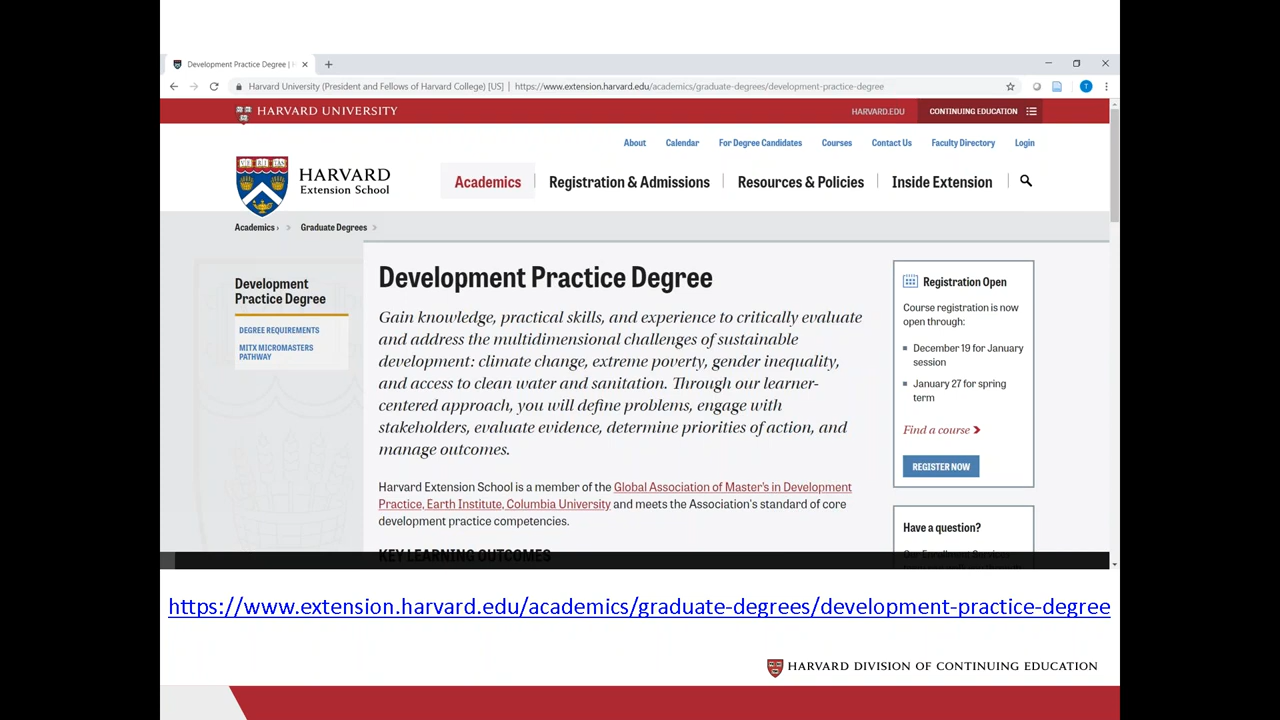 Development Practice Degree |
Harvard University (President and Fellows of Harvard College) [US] | https://www.extension.harvard.edu/academics/graduate-degrees/development-practice-degree
T
HARVARD UNIVERSITY
HARVARD.EDU
CONTINUING EDUCATION
About Calendar For Degree Candidates Courses Contact Us Faculty Directory Login
VE RI TAS
HARVARD
Extension School
Academics Registration & Admissions Resources & Policies Inside Extension
Academics › Graduate Degrees
Development
Practice Degree
DEGREE REQUIREMENTS
MITX MICROMASTERS
PATHWAY
Development Practice Degree
Gain knowledge, practical skills, and experience to critically evaluate
and address the multidimensional challenges of sustainable
development: climate change, extreme poverty, gender inequality,
and access to clean water and sanitation. Through our learner-
centered approach, you will define problems, engage with
stakeholders, evaluate evidence, determine priorities of action, and
manage outcomes.
Harvard Extension School is a member of the Global Association of Master's in Development
Practice, Earth Institute, Columbia University and meets the Association's standard of core
development practice competencies.
KEY LEARNING OUTCOMES
Registration Open
Course registration is now
open through:
December 19 for January
session
January 27 for spring
term
Find a course
REGISTER NOW
Have a question?
Our Enrollment Services
https://www.extension.harvard.edu/academics/graduate-degrees/development-practice-degree
HARVARD DIVISION OF CONTINUING EDUCATION